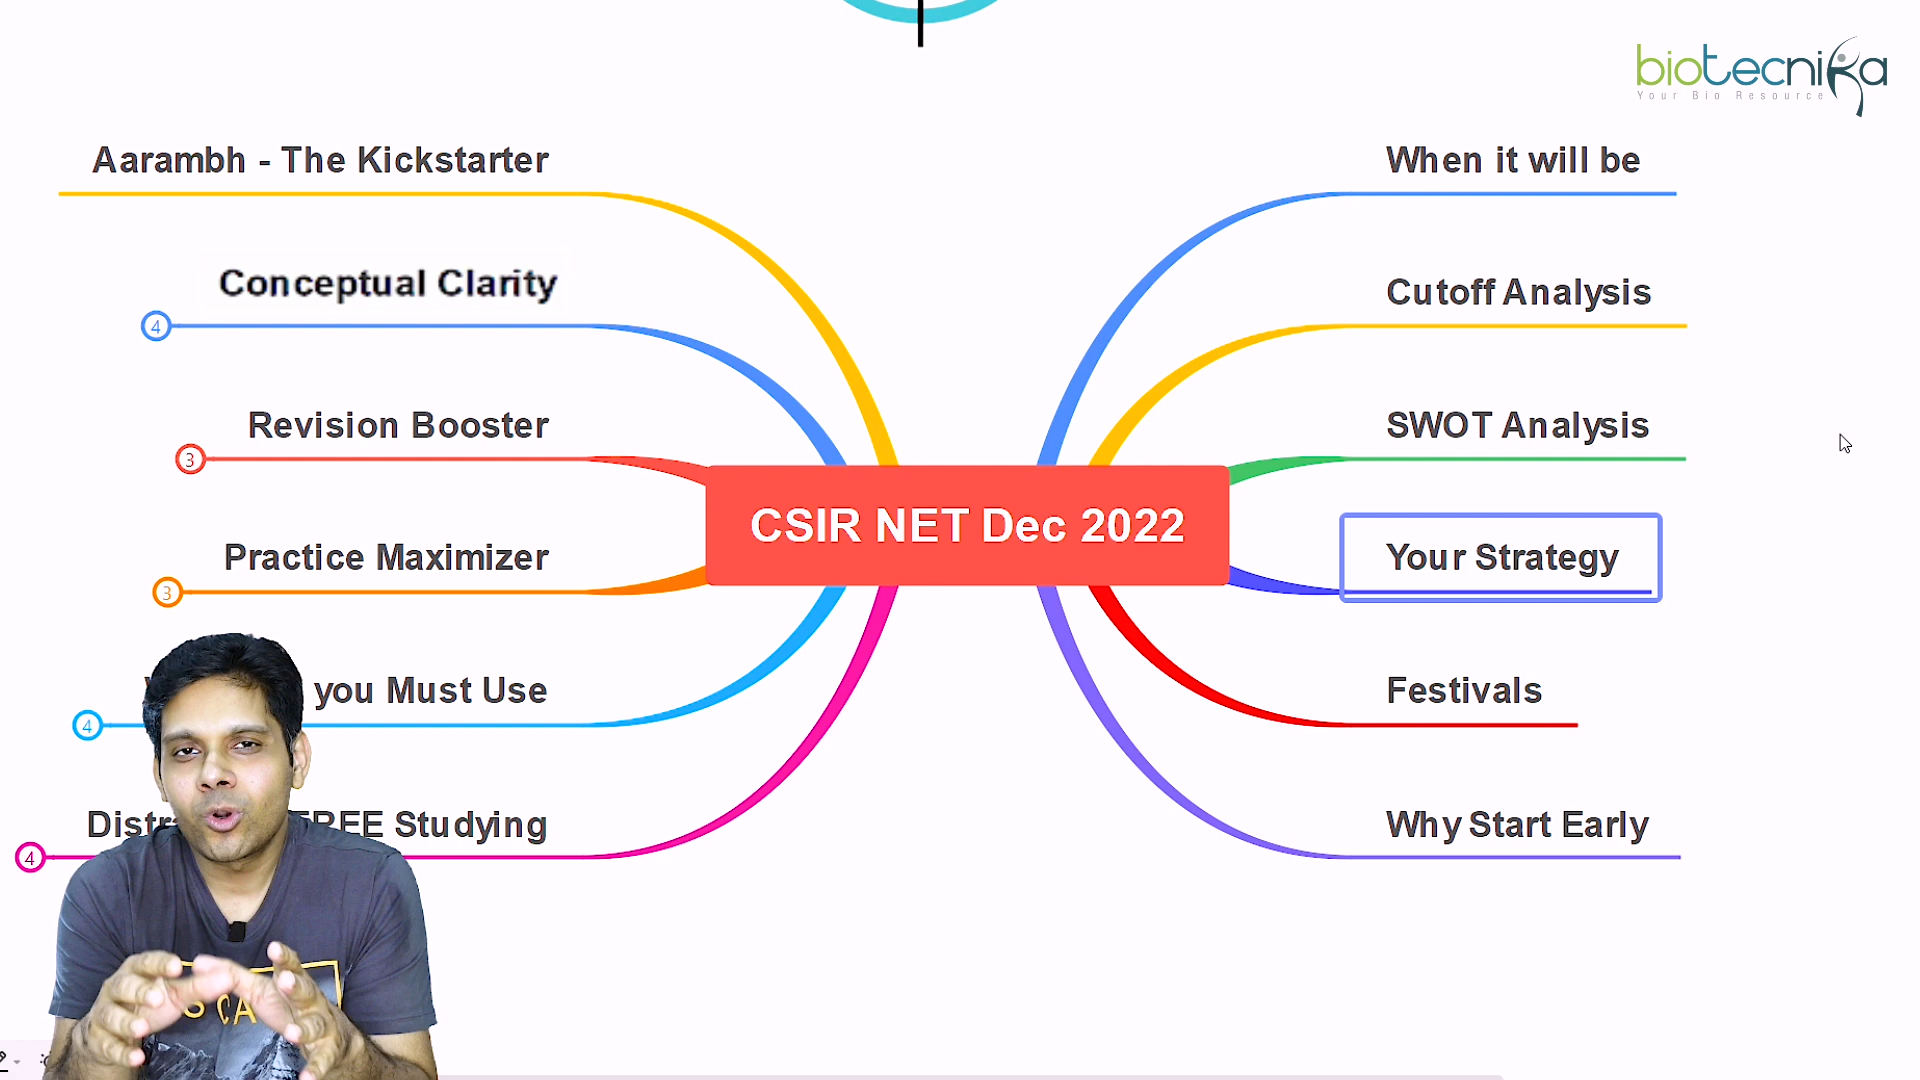 biotecnika
Your Bio Resource
Aarambh - The Kickstarter
Conceptual Clarity
4
Revision Booster
3
Practice Maximizer
3
you Must Use
4
FREE Studying
4
CSIR NET Dec 2022
When it will be
Cutoff Analysis
SWOT Analysis
Your Strategy
Festivals
Why Start Early
CA